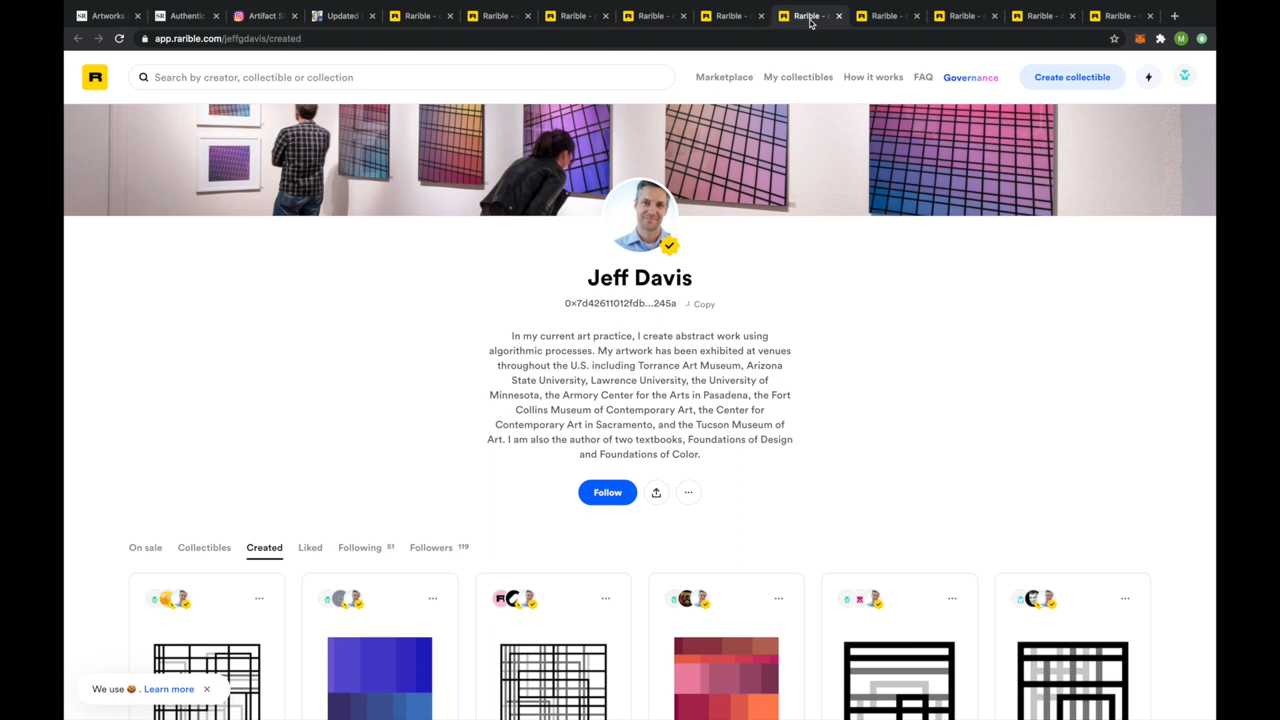 Artworks
Authentic
Artifact S
Updated
Rarible -
Rarible -
Rarible -
Rarible -
Rarible -
Rarible -
Rarible -
Rarible -
Rarible -
Rarible -
app.rarible.com/jeffgdavis/created
M
R
Search by creator, collectible or collection
Marketplace
My collectibles
How it works
FAQ
Governance
Create collectible
Jeff Davis
0x7d42611012fdb...245a
Copy
In my current art practice, I create abstract work using
algorithmic processes. My artwork has been exhibited at venues
throughout the U.S. including Torrance Art Museum, Arizona
State University, Lawrence University, the University of
Minnesota, the Armory Center for the Arts in Pasadena, the Fort
Collins Museum of Contemporary Art, the Center for
Contemporary Art in Sacramento, and the Tucson Museum of
Art. I am also the author of two textbooks, Foundations of Design
and Foundations of Color.
Follow
On sale
Collectibles
Created
Liked
Following 51
Followers 119
We use 🍪 . Learn more